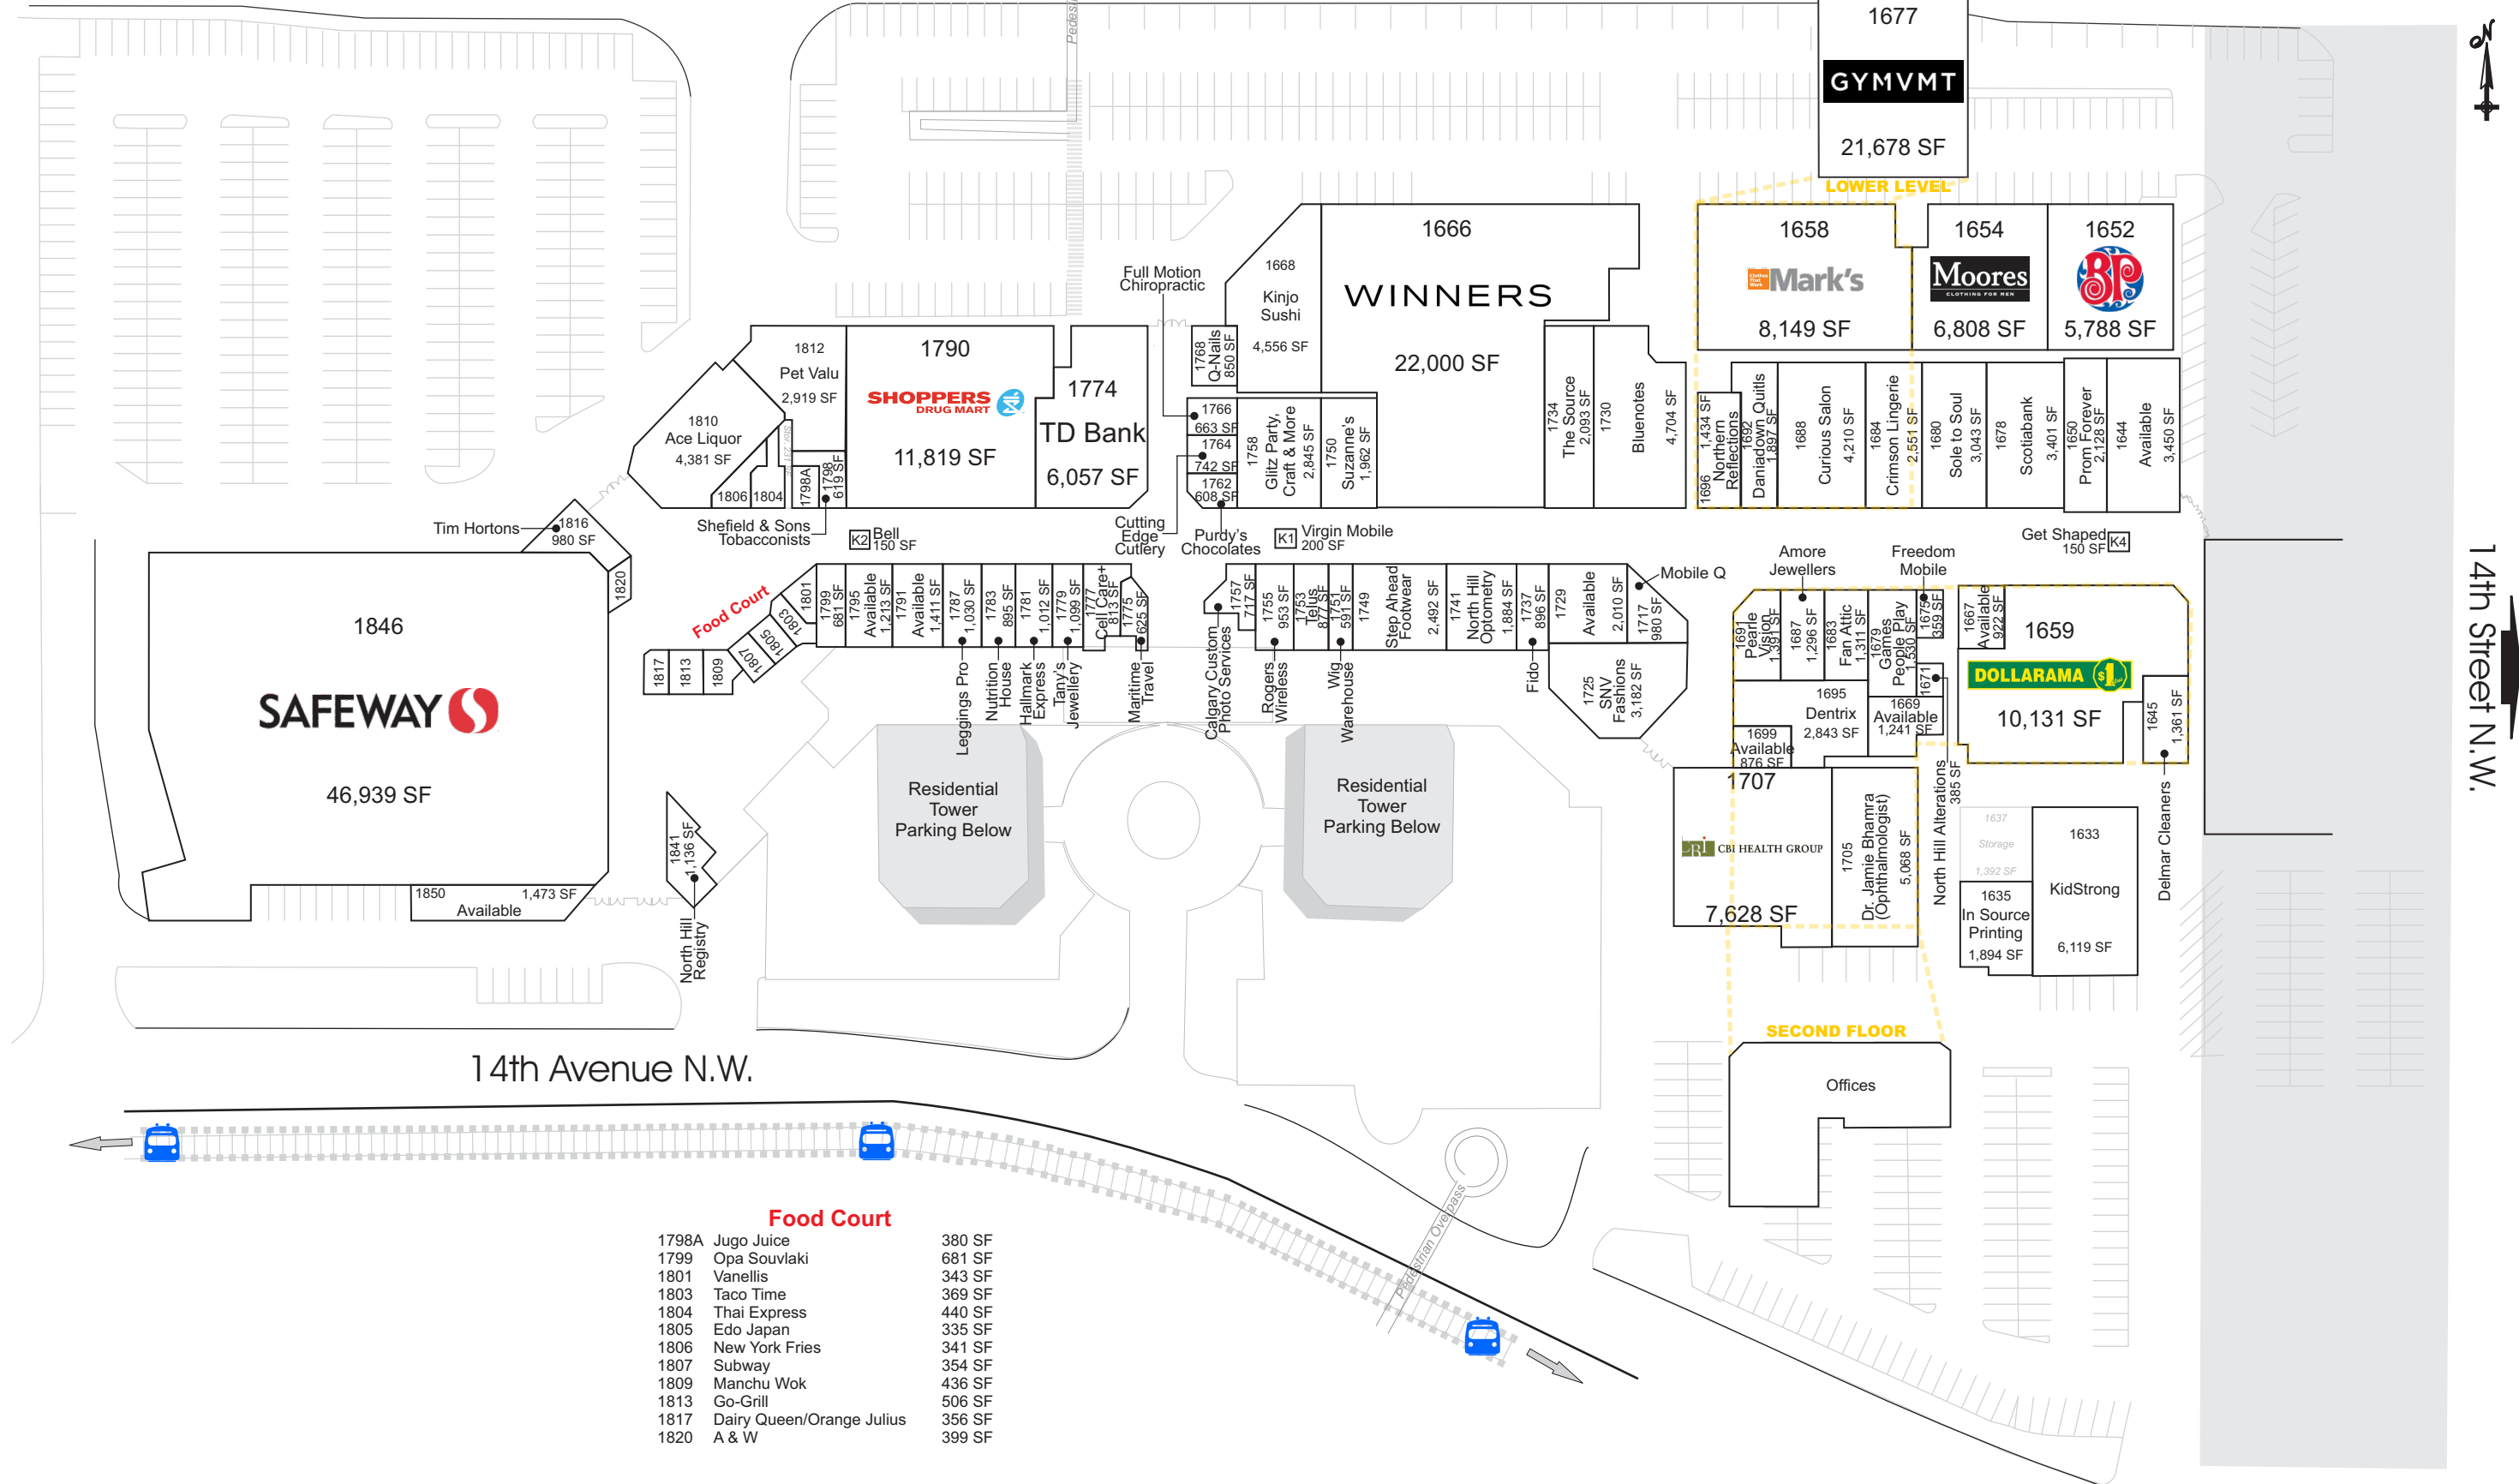 Pedest
N
1677
GYMVMT
21,678 SF
LOWER LEVEL
1666
WINNERS
22,000 SF
1668
Kinjo
Sushi
4,556 SF
1658
Clothes That Work
Mark's
8,149 SF
1654
Moores
CLOTHING FOR MEN
6,808 SF
1652
BP
5,788 SF
Full Motion
Chiropractic
1768
Q-Nails
850 SF
1812
Pet Valu
2,919 SF
1790
SHOPPERS
DRUG MART
11,819 SF
1774
TD Bank
6,057 SF
1810
Ace Liquor
4,381 SF
1806
1804
1798A
1798
619 SF
1766
663 SF
1764
742 SF
1762
608 SF
1758
Glitz Party,
Craft & More
2,845 SF
1750
Suzanne's
1,962 SF
1734
The Source
2,093 SF
1730
Bluenotes
4,704 SF
1696 1,434 SF
Northern
Reflections
1692
Daniadown Quitls
1,897 SF
1688
Curious Salon
4,210 SF
1684
Crimson Lingerie
2,551 SF
1680
Sole to Soul
3,043 SF
1678
Scotiabank
3,401 SF
1650
Prom Forever
2,128 SF
1644
Available
3,450 SF
Tim Hortons
1816
980 SF
1820
Shefield & Sons
Tobacconists
K2 Bell
150 SF
Cutting
Edge
Cutlery
Purdy's
Chocolates
K1 Virgin Mobile
200 SF
Get Shaped K4
150 SF
Food Court
1817
1813
1809
1807
1805
1803
1801
1799
681 SF
1795
Available
1,213 SF
1791
Available
1,411 SF
1787
1,030 SF
1783
895 SF
1781
1,012 SF
1779
1,099 SF
1777
Cell Care+
813 SF
1775
625 SF
Leggings Pro
Nutrition
House
Hallmark
Express
Tany's
Jewellery
Maritime
Travel
1757
717 SF
1755
953 SF
1753
Telus
877 SF
1751
591 SF
1749
Step Ahead
Footwear
2,492 SF
1741
North Hill
Optometry
1,884 SF
1737
896 SF
1729
Available
2,010 SF
1717
980 SF
Mobile Q
1725
SNV
Fashions
3,182 SF
Calgary Custom
Photo Services
Rogers
Wireless
Wig
Warehouse
Fido
Amore
Jewellers
Freedom
Mobile
1691
Pearle
Vision
1,391 SF
1687
1,296 SF
1683
Fan Attic
1,311 SF
1679
Games
People Play
1,530 SF
1675
359 SF
1671
1667
Available
922 SF
1659
DOLLARAMA $1
10,131 SF
1645
1,361 SF
1695
Dentrix
2,843 SF
1669
Available
1,241 SF
1699
Available
876 SF
1707
CBI HEALTH GROUP
7,628 SF
1705
Dr. Jamie Bhamra
(Ophthalmologist)
5,068 SF
North Hill Alterations
385 SF
1637
Storage
1,392 SF
1635
In Source
Printing
1,894 SF
1633
KidStrong
6,119 SF
Delmar Cleaners
14th Street N.W.
1846
SAFEWAY
46,939 SF
1850
1,473 SF
Available
1841
1,136 SF
North Hill
Registry
Residential
Tower
Parking Below
Residential
Tower
Parking Below
SECOND FLOOR
Offices
14th Avenue N.W.
Pedestrian Overpass
Food Court
1798A Jugo Juice 380 SF
1799 Opa Souvlaki 681 SF
1801 Vanellis 343 SF
1803 Taco Time 369 SF
1804 Thai Express 440 SF
1805 Edo Japan 335 SF
1806 New York Fries 341 SF
1807 Subway 354 SF
1809 Manchu Wok 436 SF
1813 Go-Grill 506 SF
1817 Dairy Queen/Orange Julius 356 SF
1820 A & W 399 SF